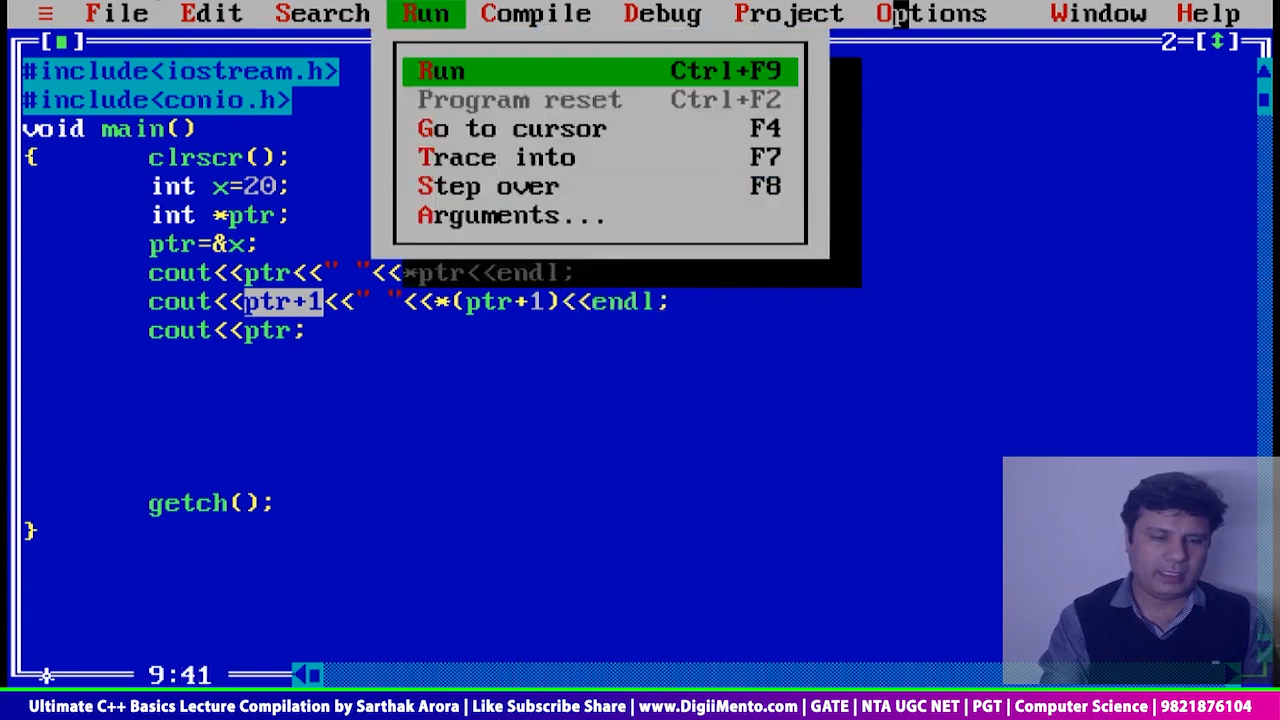 ≡ File Edit Search Run Compile Debug Project Options Window Help
[■] 2=[↕]
#include<iostream.h>
#include<conio.h>
void main()
{ clrscr();
int x=20;
int *ptr;
ptr=&x;
cout<<ptr<<" "<<*ptr<<endl;
cout<<ptr+1<<" "<<*(ptr+1)<<endl;
cout<<ptr;
getch();
}
Run Ctrl+F9
Program reset Ctrl+F2
Go to cursor F4
Trace into F7
Step over F8
Arguments...
9:41
Ultimate C++ Basics Lecture Compilation by Sarthak Arora | Like Subscribe Share | www.DigiiMento.com | GATE | NTA UGC NET | PGT | Computer Science | 9821876104